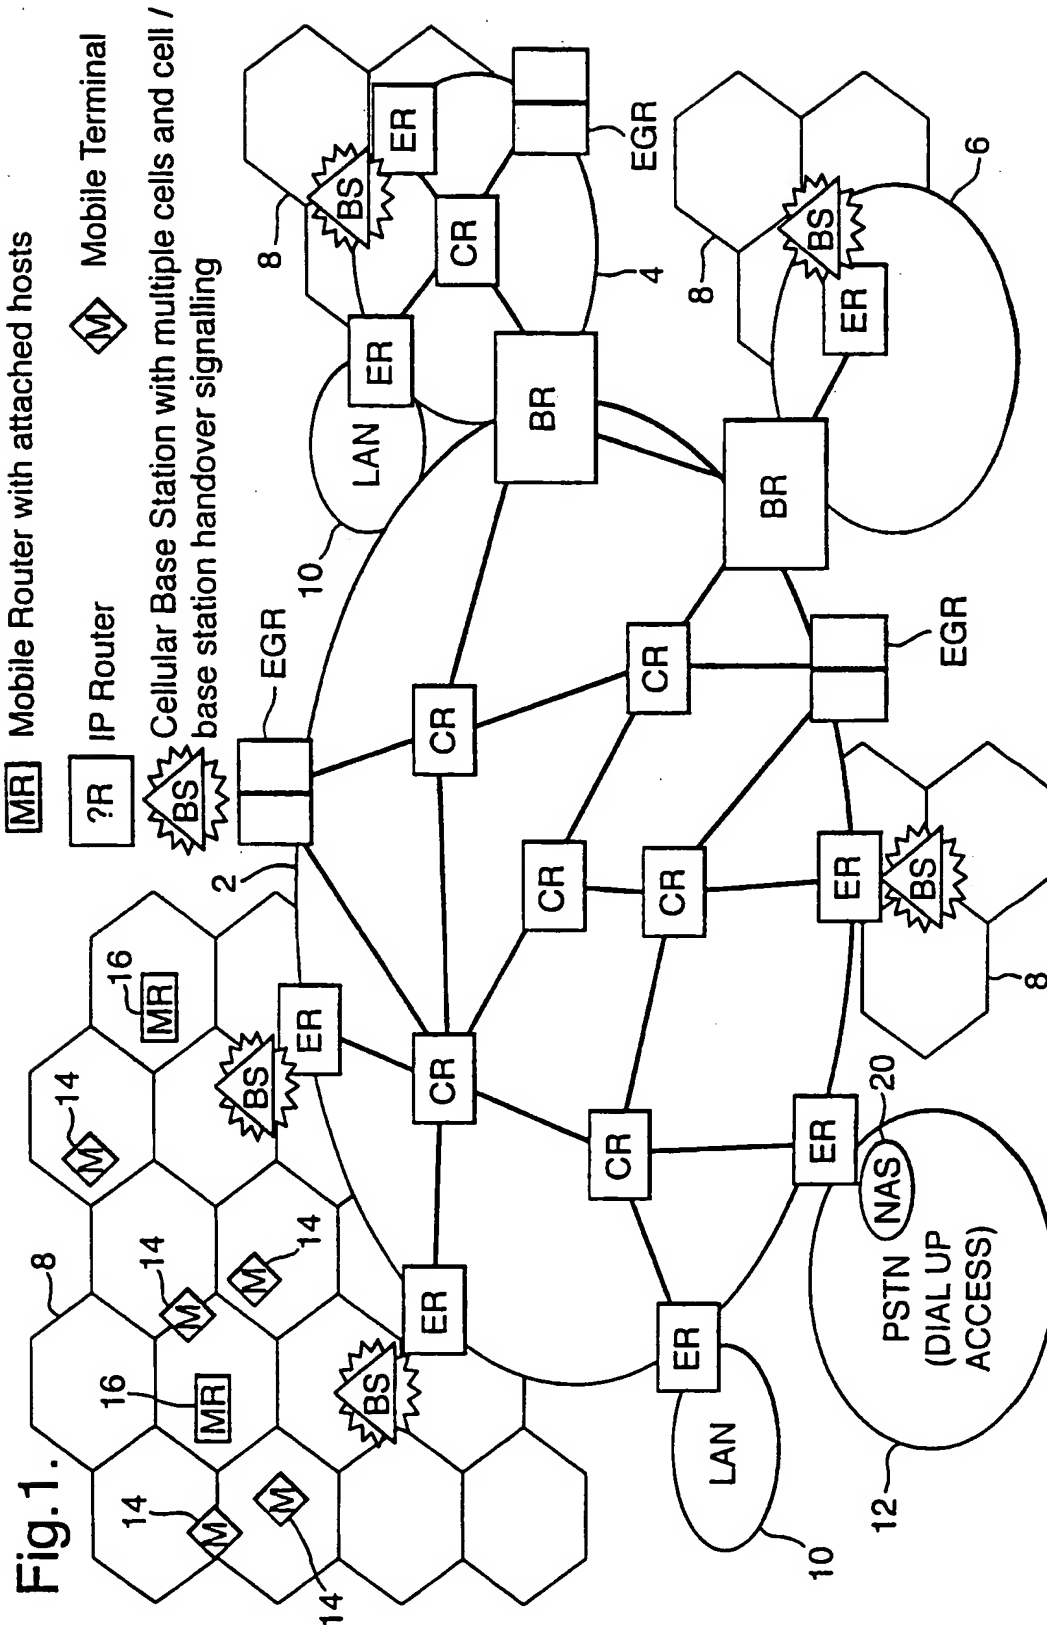 Fig.1.
MR Mobile Router with attached hosts
?R IP Router
M Mobile Terminal
BS Cellular Base Station with multiple cells and cell /
base station handover signalling
14
16
8
14
14
16
M
M
MR
M
M
M
MR
14
14
BS
BS
ER
ER
2
EGR
10
LAN
8
BS
ER
ER
CR
EGR
4
BR
CR
CR
CR
CR
CR
CR
BR
8
BS
ER
6
EGR
ER
BS
8
ER
LAN
10
ER
20
NAS
PSTN
(DIAL UP
ACCESS)
12